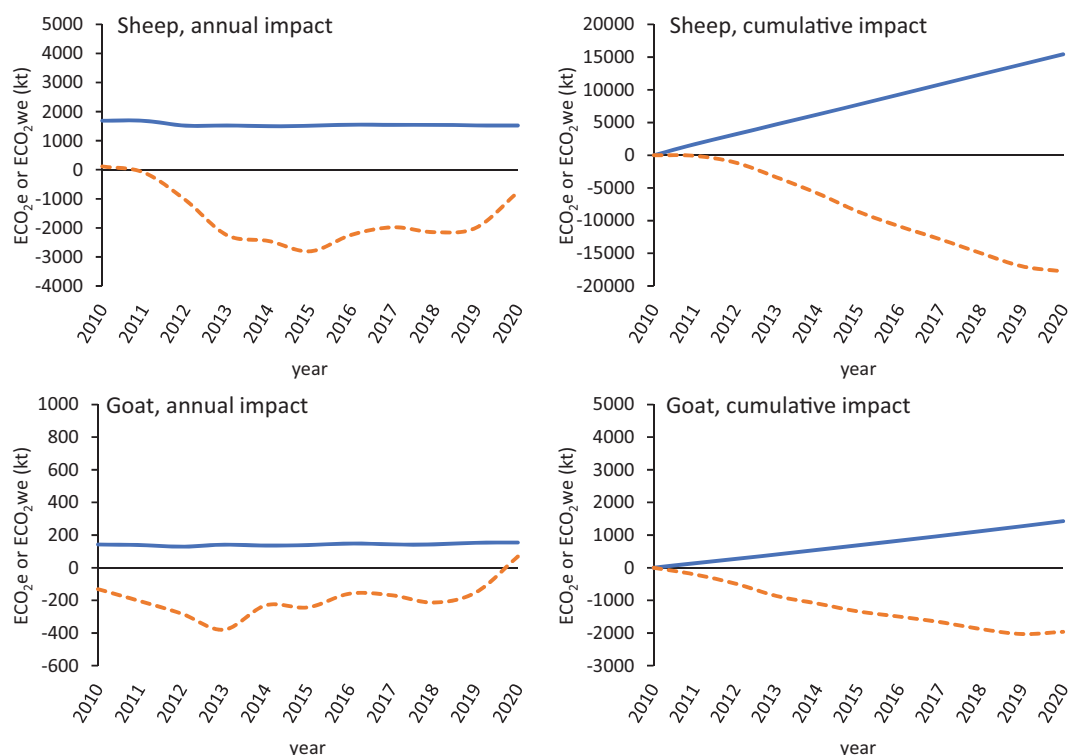 Sheep, annual impact
ECO₂e or ECO₂we (kt)
5000
4000
3000
2000
1000
0
-1000
-2000
-3000
-4000
2010 2011 2012 2013 2014 2015 2016 2017 2018 2019 2020
year
Sheep, cumulative impact
ECO₂e or ECO₂we (kt)
20000
15000
10000
5000
0
-5000
-10000
-15000
-20000
2010 2011 2012 2013 2014 2015 2016 2017 2018 2019 2020
year
Goat, annual impact
ECO₂e or ECO₂we (kt)
1000
800
600
400
200
0
-200
-400
-600
2010 2011 2012 2013 2014 2015 2016 2017 2018 2019 2020
year
Goat, cumulative impact
ECO₂e or ECO₂we (kt)
5000
4000
3000
2000
1000
0
-1000
-2000
-3000
2010 2011 2012 2013 2014 2015 2016 2017 2018 2019 2020
year